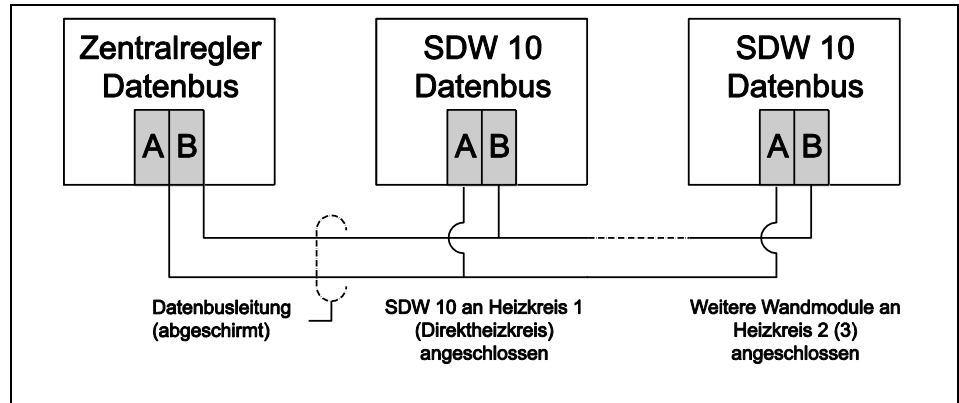 Zentralregler
Datenbus
A B
SDW 10
Datenbus
A B
SDW 10
Datenbus
A B
Datenbusleitung
(abgeschirmt)
SDW 10 an Heizkreis 1
(Direktheizkreis)
angeschlossen
Weitere Wandmodule an
Heizkreis 2 (3)
angeschlossen